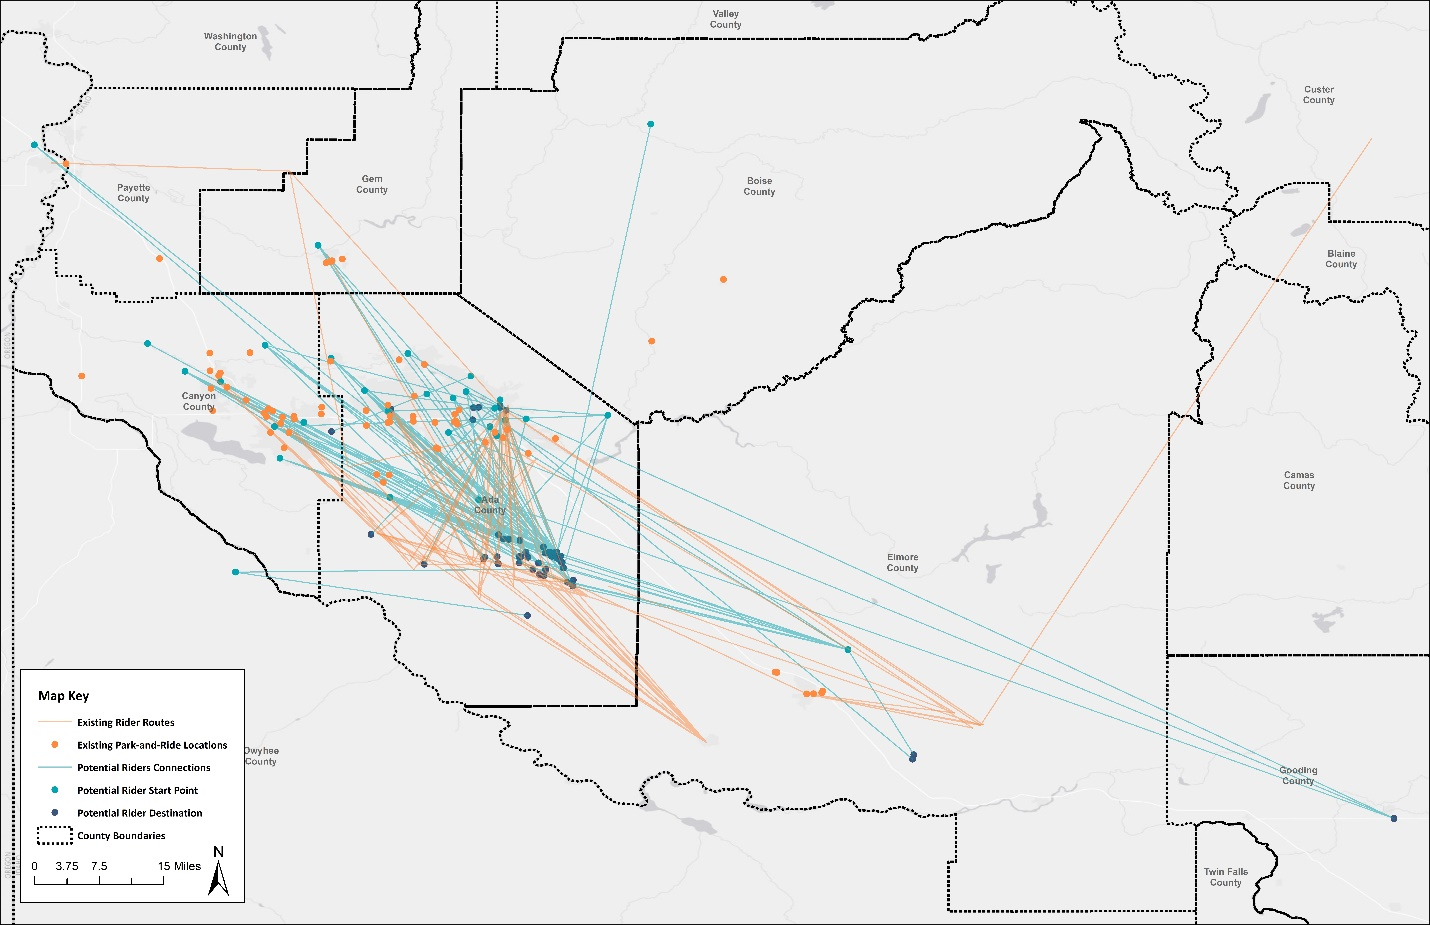 Valley
County
Washington
County
Custer
County
Payette
County
Gem
County
Boise
County
Blaine
County
Canyon
County
Ada
County
Camas
County
Elmore
County
Owyhee
County
Gooding
County
Twin Falls
County
Map Key
Existing Rider Routes
Existing Park-and-Ride Locations
Potential Riders Connections
Potential Rider Start Point
Potential Rider Destination
County Boundaries
0 3.75 7.5 15 Miles
N